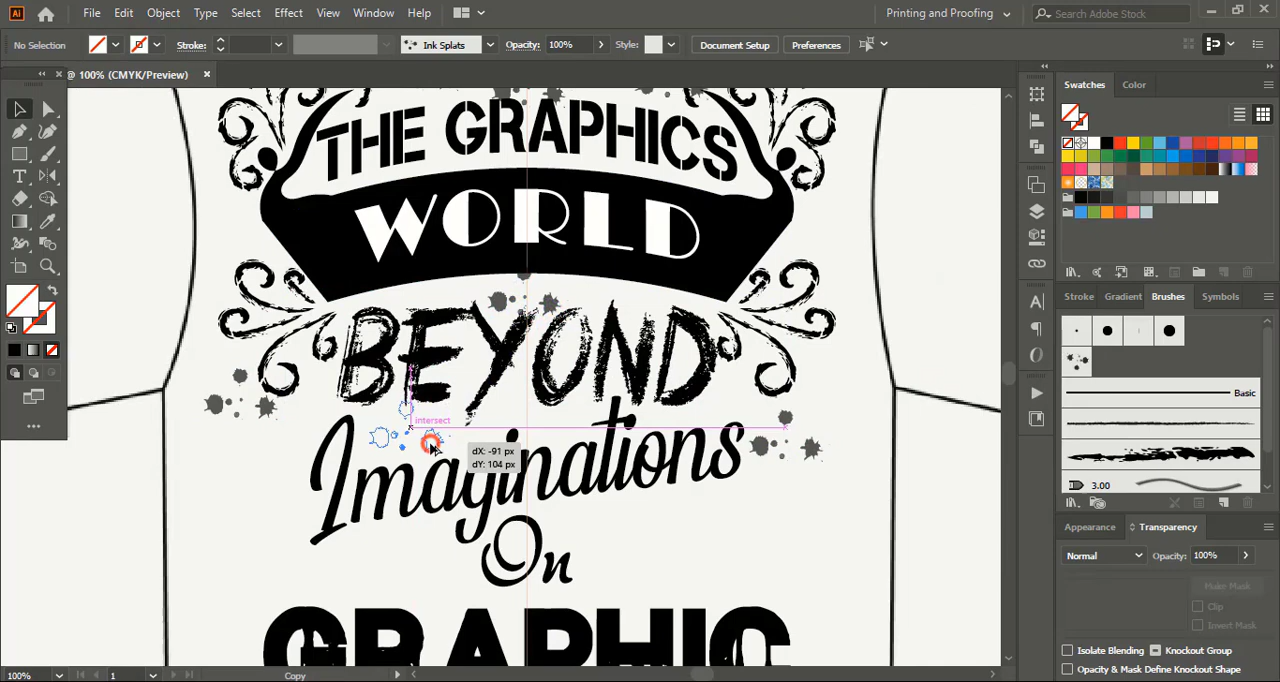 Ai File Edit Object Type Select Effect View Window Help Printing and Proofing Search Adobe Stock
No Selection Stroke: Ink Splats Opacity: 100% Style: Document Setup Preferences
@ 100% (CMYK/Preview)
THE GRAPHICS
WORLD
BEYOND
Imaginations
On
GRAPHIC
intersect
dX: -91 px
dY: 104 px
Swatches Color
Stroke Gradient Brushes Symbols
Basic
3.00
Appearance Transparency
Normal Opacity: 100%
Make Mask
Clip
Invert Mask
Isolate Blending Knockout Group
Opacity & Mask Define Knockout Shape
100% 1 Copy